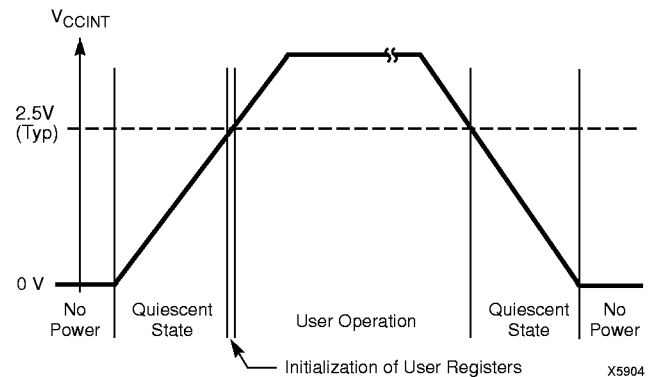 VCCINT
2.5V
(Typ)
0 V
No
Power
Quiescent
State
User Operation
Quiescent
State
No
Power
Initialization of User Registers
X5904